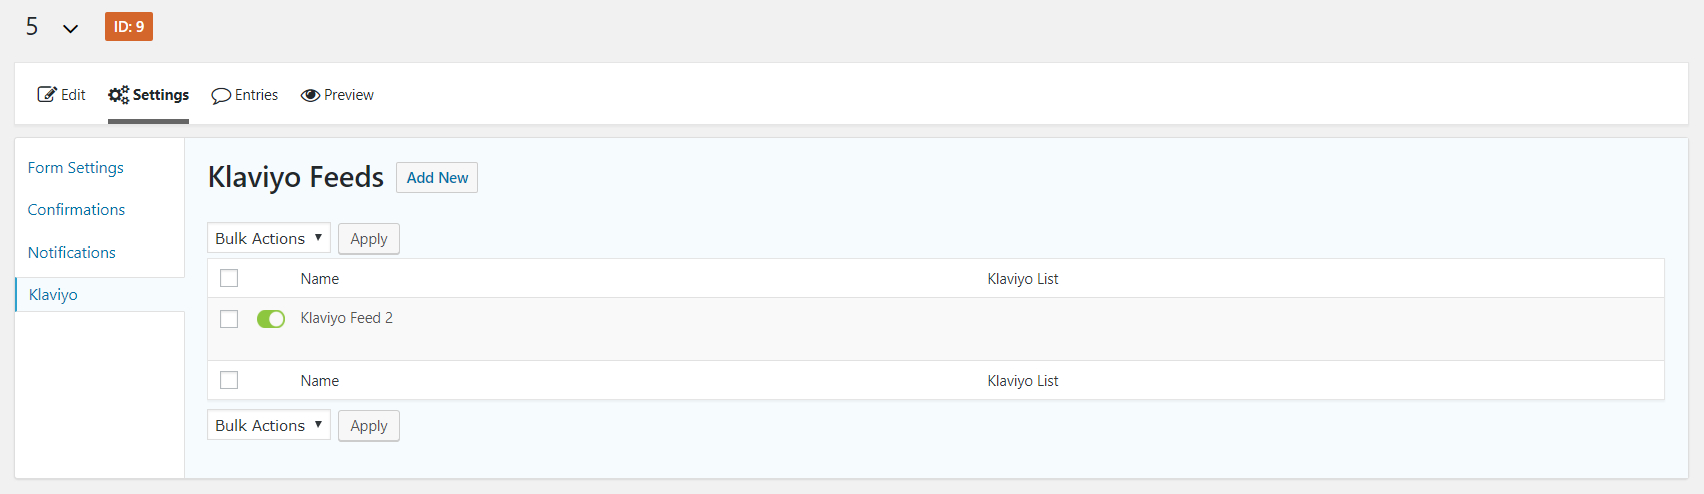 5 ID: 9
Edit Settings Entries Preview
Form Settings
Confirmations
Notifications
Klaviyo
Klaviyo Feeds Add New
Bulk Actions Apply
Name Klaviyo List
Klaviyo Feed 2
Name Klaviyo List
Bulk Actions Apply